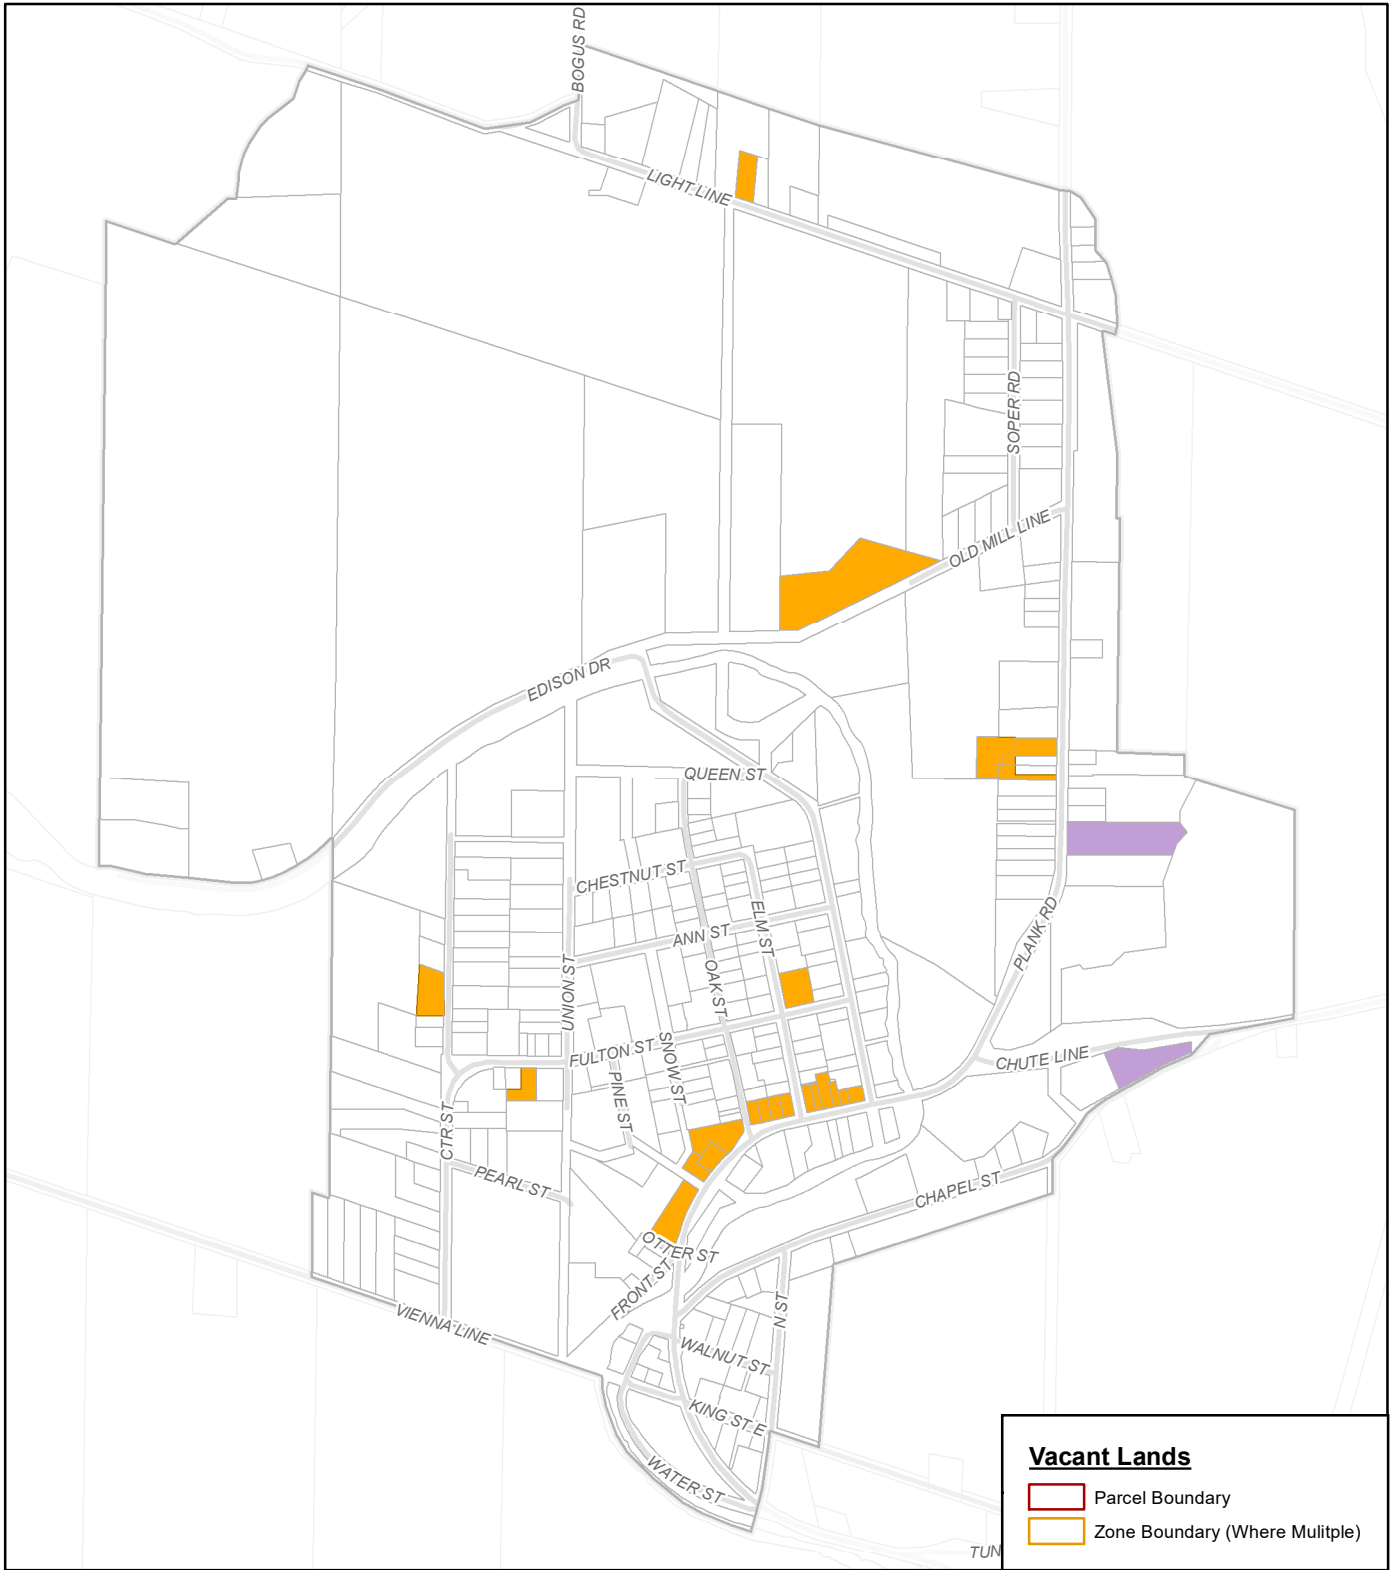 BOGUS RD
LIGHT LINE
SOPER RD
OLD MILL LINE
EDISON DR
QUEEN ST
CHESTNUT ST
ELM ST
ANN ST
PLANK RD
OAK ST
UNION ST
FULTON ST
SNOW ST
CHUTE LINE
PINE ST
CTR ST
PEARL ST
CHAPEL ST
OTTER ST
FRONT ST
N ST
VIENNA LINE
WALNUT ST
KING ST E
WATER ST
TUN
Vacant Lands
Parcel Boundary
Zone Boundary (Where Mulitple)